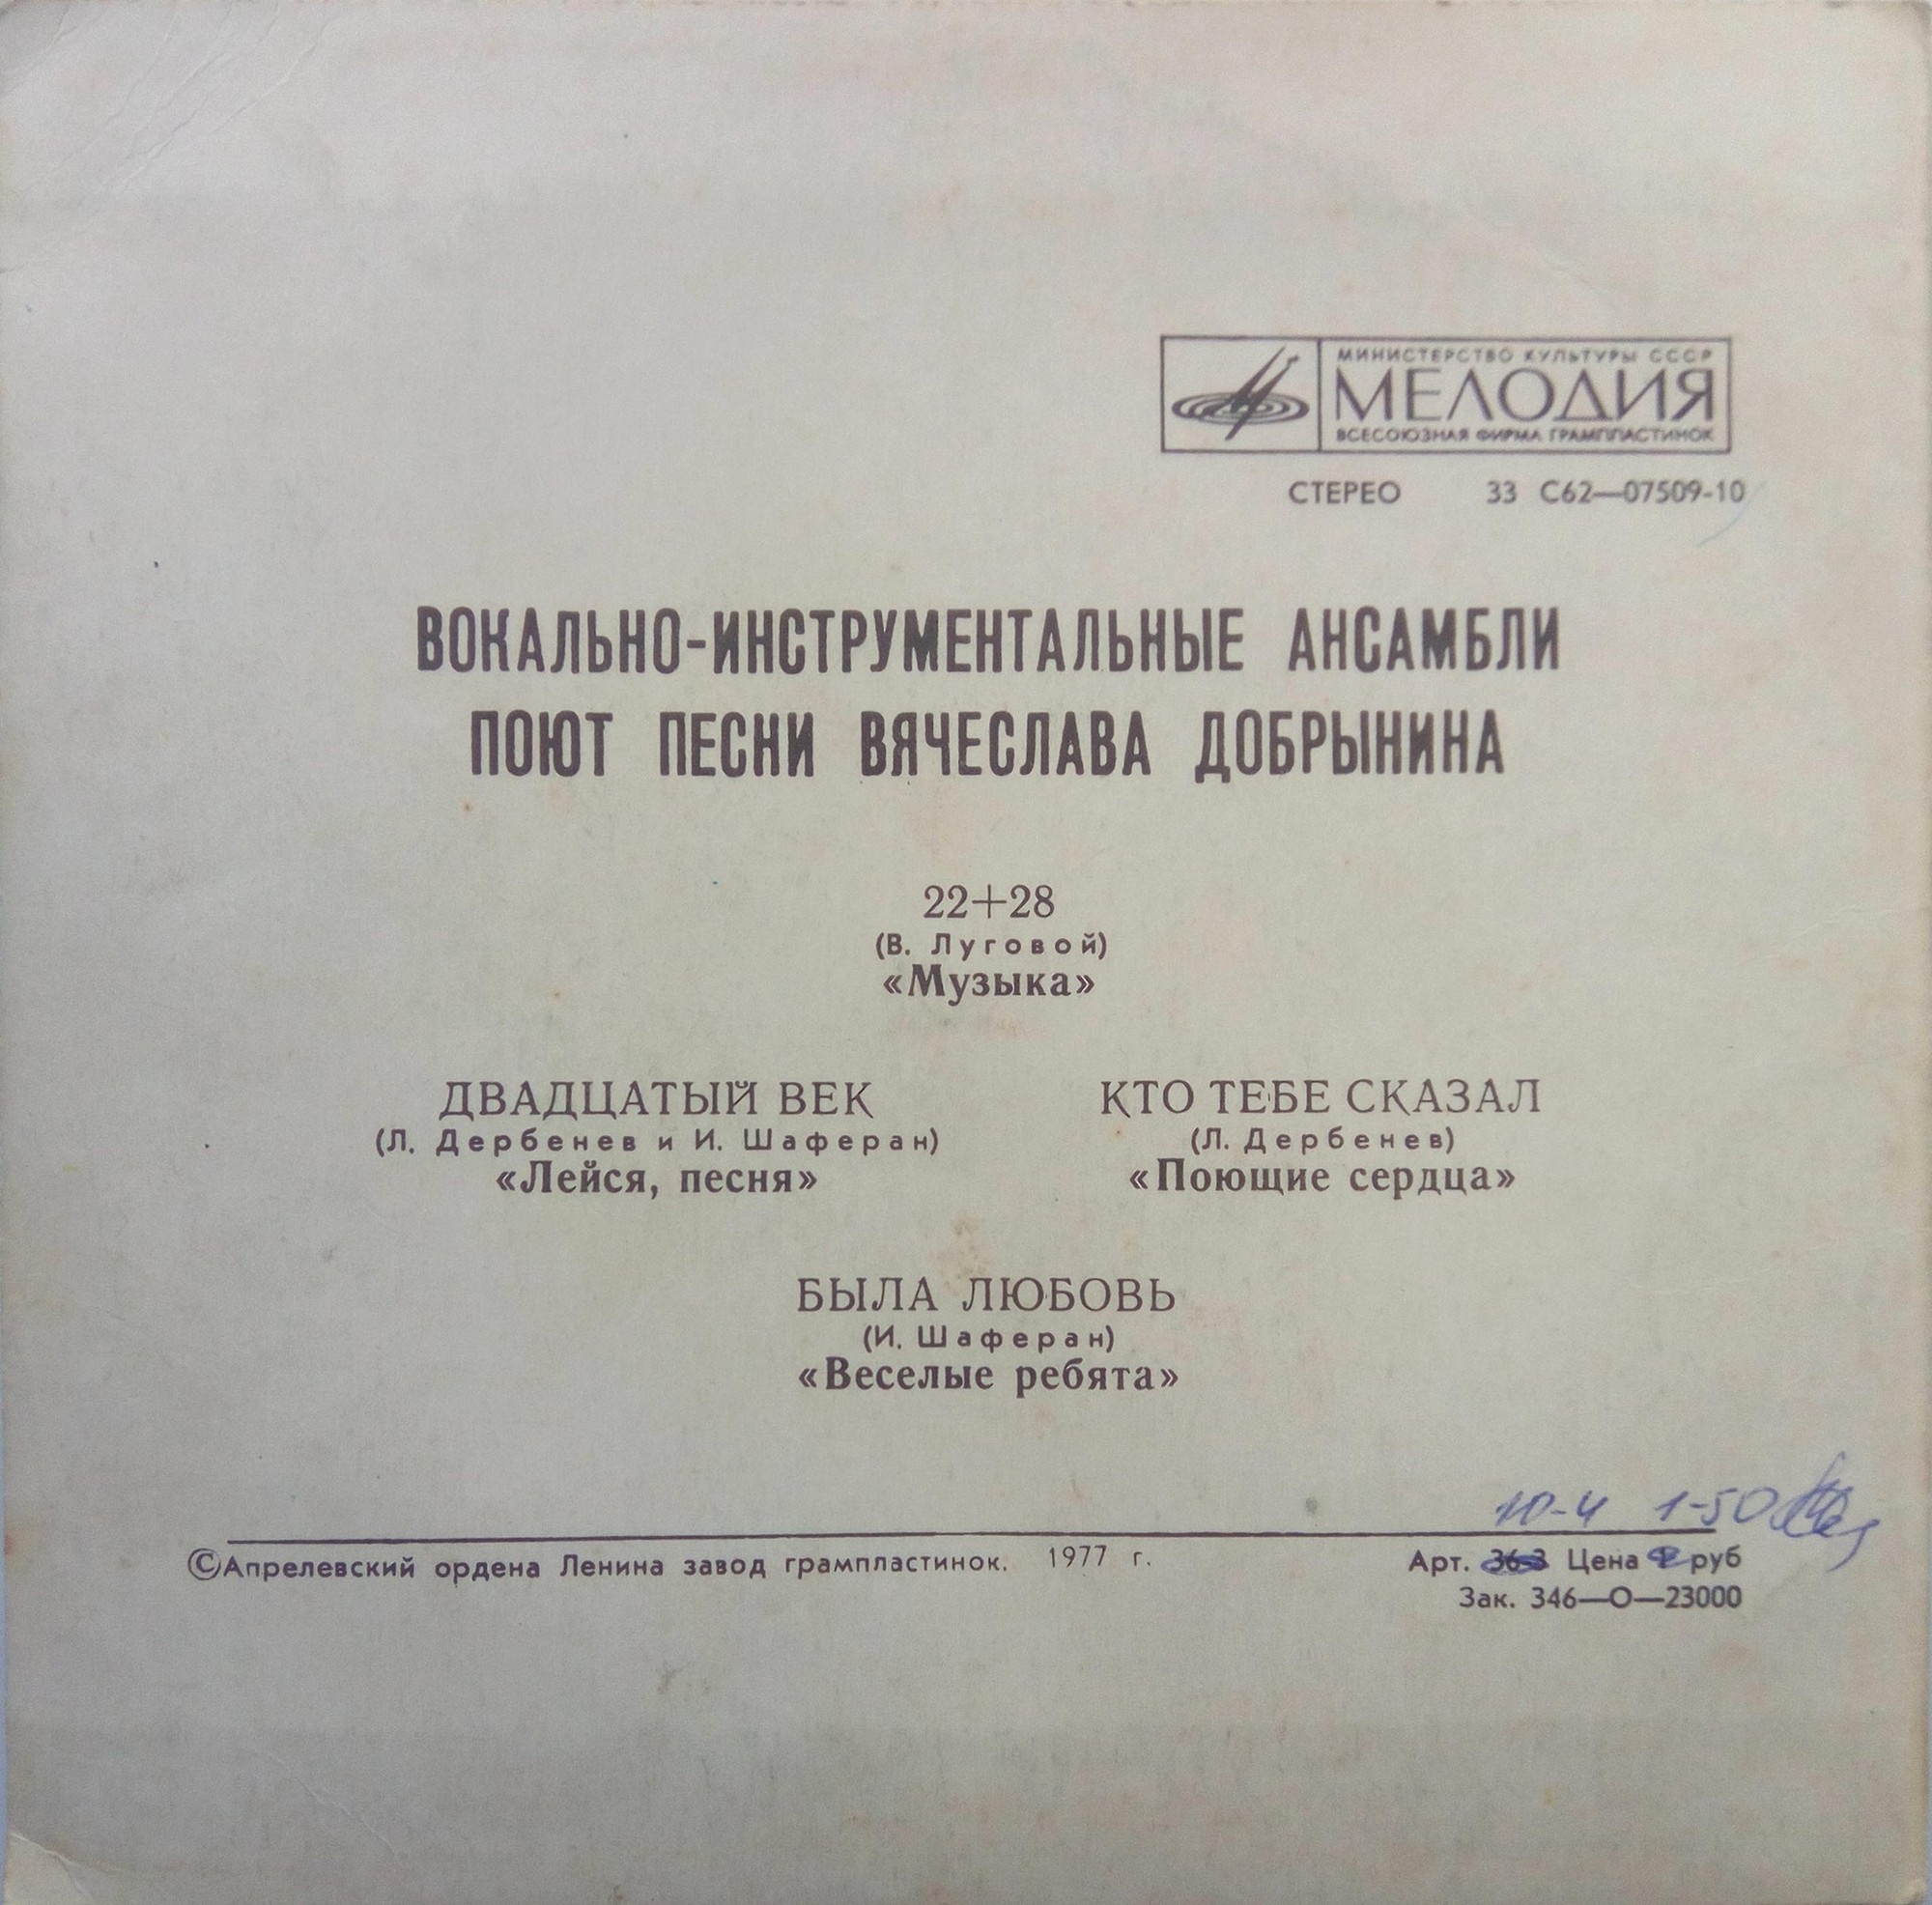 МИНИСТЕРСТВО КУЛЬТУРЫ СССР
МЕЛОДИЯ
ВСЕСОЮЗНАЯ ФИРМА ГРАМПЛАСТИНОК
СТЕРЕО 33 С62—07509-10
ВОКАЛЬНО-ИНСТРУМЕНТАЛЬНЫЕ АНСАМБЛИ
ПОЮТ ПЕСНИ ВЯЧЕСЛАВА ДОБРЫНИНА
22+28
(В. Луговой)
«Музыка»
ДВАДЦАТЫЙ ВЕК
(Л. Дербенев и И. Шаферан)
«Лейся, песня»
КТО ТЕБЕ СКАЗАЛ
(Л. Дербенев)
«Поющие сердца»
БЫЛА ЛЮБОВЬ
(И. Шаферан)
«Веселые ребята»
10-4 1-50
©Апрелевский ордена Ленина завод грампластинок. 1977 г.
Арт. 36-3 Цена руб
Зак. 346—О—23000